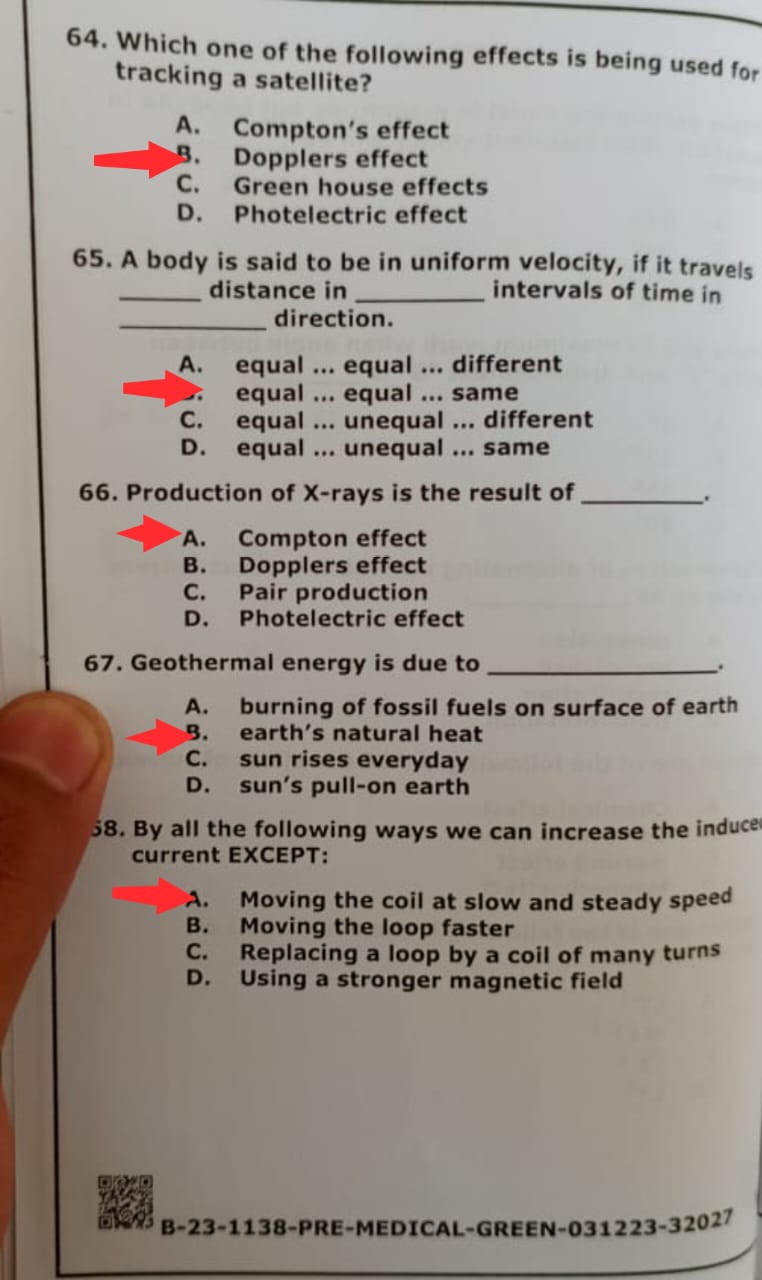 64. Which one of the following effects is being used for
tracking a satellite?
A. Compton's effect
B. Dopplers effect
C. Green house effects
D. Photelectric effect
65. A body is said to be in uniform velocity, if it travels
______ distance in _________ intervals of time in
__________ direction.
A. equal ... equal ... different
equal ... equal ... same
C. equal ... unequal ... different
D. equal ... unequal ... same
66. Production of X-rays is the result of _________.
A. Compton effect
B. Dopplers effect
C. Pair production
D. Photelectric effect
67. Geothermal energy is due to _________________.
A. burning of fossil fuels on surface of earth
B. earth's natural heat
C. sun rises everyday
D. sun's pull-on earth
68. By all the following ways we can increase the induced
current EXCEPT:
A. Moving the coil at slow and steady speed
B. Moving the loop faster
C. Replacing a loop by a coil of many turns
D. Using a stronger magnetic field
B-23-1138-PRE-MEDICAL-GREEN-031223-32027